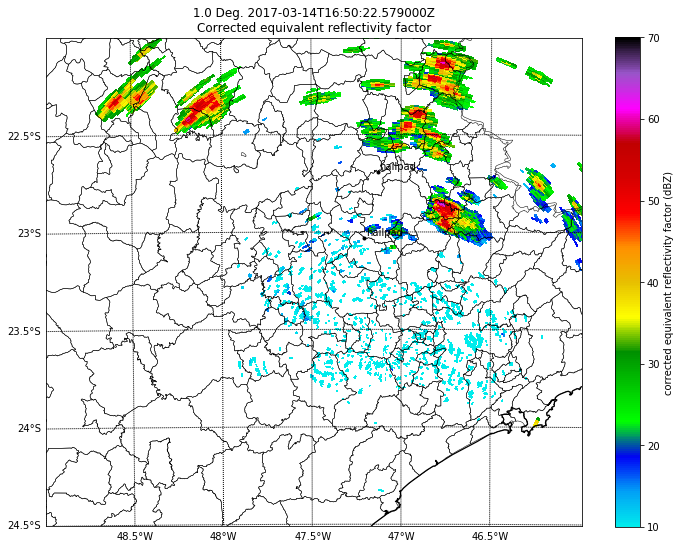 1.0 Deg. 2017-03-14T16:50:22.579000Z
Corrected equivalent reflectivity factor
22.5°S
23°S
23.5°S
24°S
24.5°S
48.5°W
48°W
47.5°W
47°W
46.5°W
hailpad
hailpad
70
60
50
40
30
20
10
corrected equivalent reflectivity factor (dBZ)